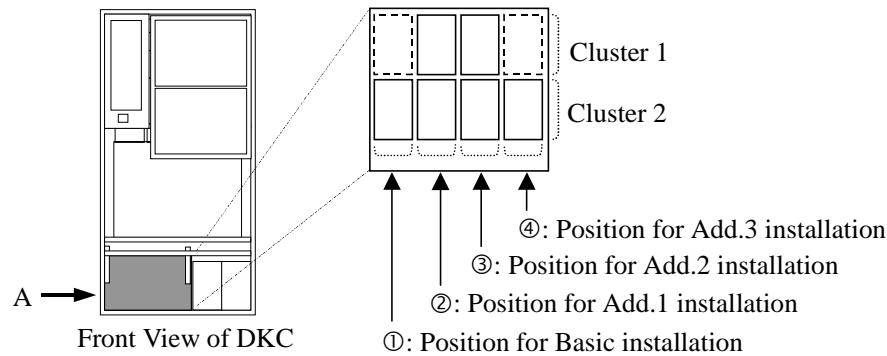 Cluster 1
Cluster 2
④: Position for Add.3 installation
③: Position for Add.2 installation
A
②: Position for Add.1 installation
Front View of DKC
①: Position for Basic installation